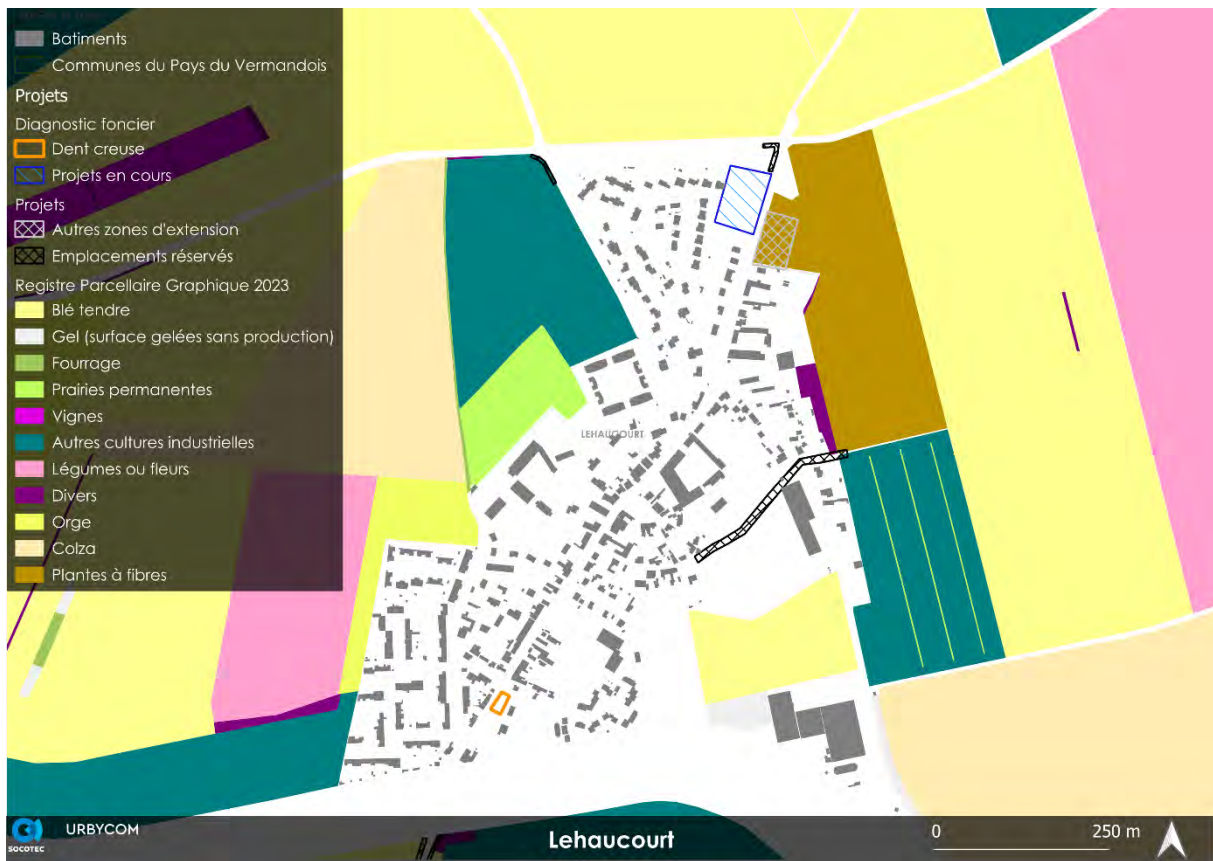 Batiments
Communes du Pays du Vermandois
Projets
Diagnostic foncier
Dent creuse
Projets en cours
Projets
Autres zones d'extension
Emplacements réservés
Registre Parcellaire Graphique 2023
Blé tendre
Gel (surface gelées sans production)
Fourrage
Prairies permanentes
Vignes
Autres cultures industrielles
Légumes ou fleurs
Divers
Orge
Colza
Plantes à fibres
LEHAUCOURT
SOCOTEC
URBYCOM
Lehaucourt
0 250 m